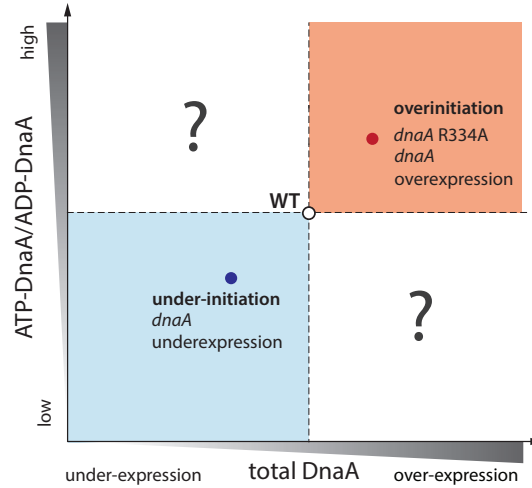 high
ATP-DnaA/ADP-DnaA
low
?
overinitiation
dnaA R334A
dnaA
overexpression
WT
under-initiation
dnaA
underexpression
?
under-expression
total DnaA
over-expression